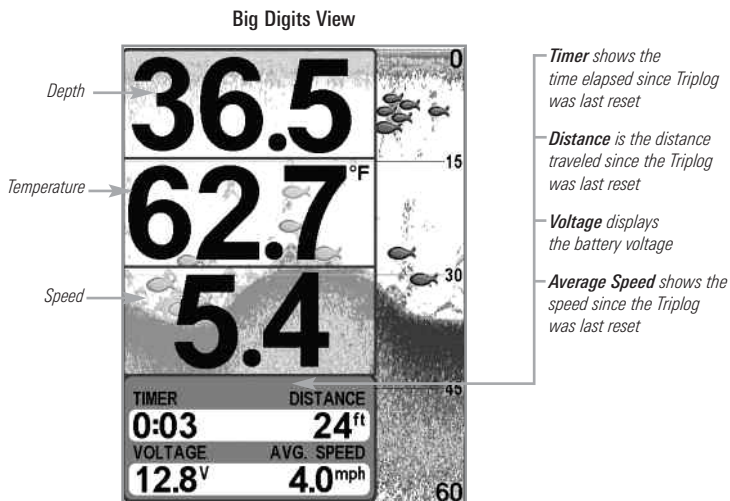 Big Digits View
Depth
36.5
Temperature
62.7°F
Speed
5.4
TIMER DISTANCE
0:03 24ft
VOLTAGE AVG. SPEED
12.8V 4.0mph
0
15
30
45
60
Timer shows the
time elapsed since Triplog
was last reset
Distance is the distance
traveled since the Triplog
was last reset
Voltage displays
the battery voltage
Average Speed shows the
speed since the Triplog
was last reset